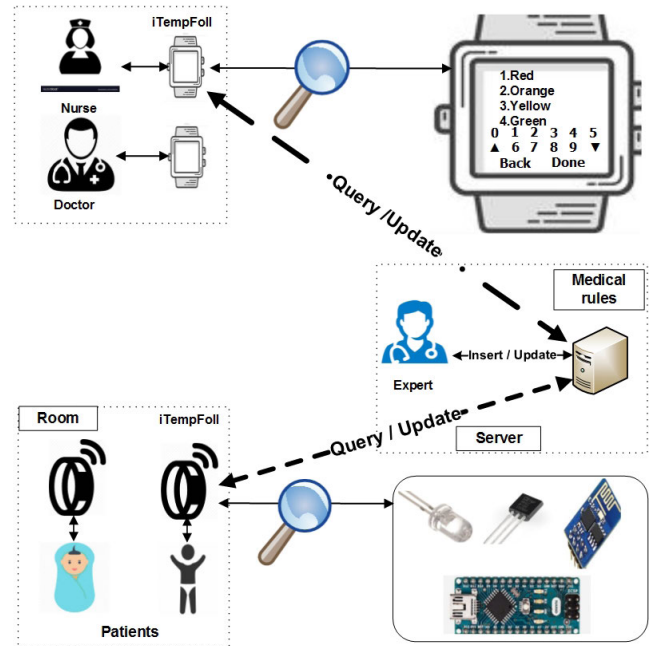 iTempFoll
Nurse
Doctor
1.Red
2.Orange
3.Yellow
4.Green
0 1 2 3 4 5
▲ 6 7 8 9 ▼
Back Done
•Query /Update•
Medical
rules
Insert / Update
Expert
Server
Query / Update
Room
iTempFoll
Patients